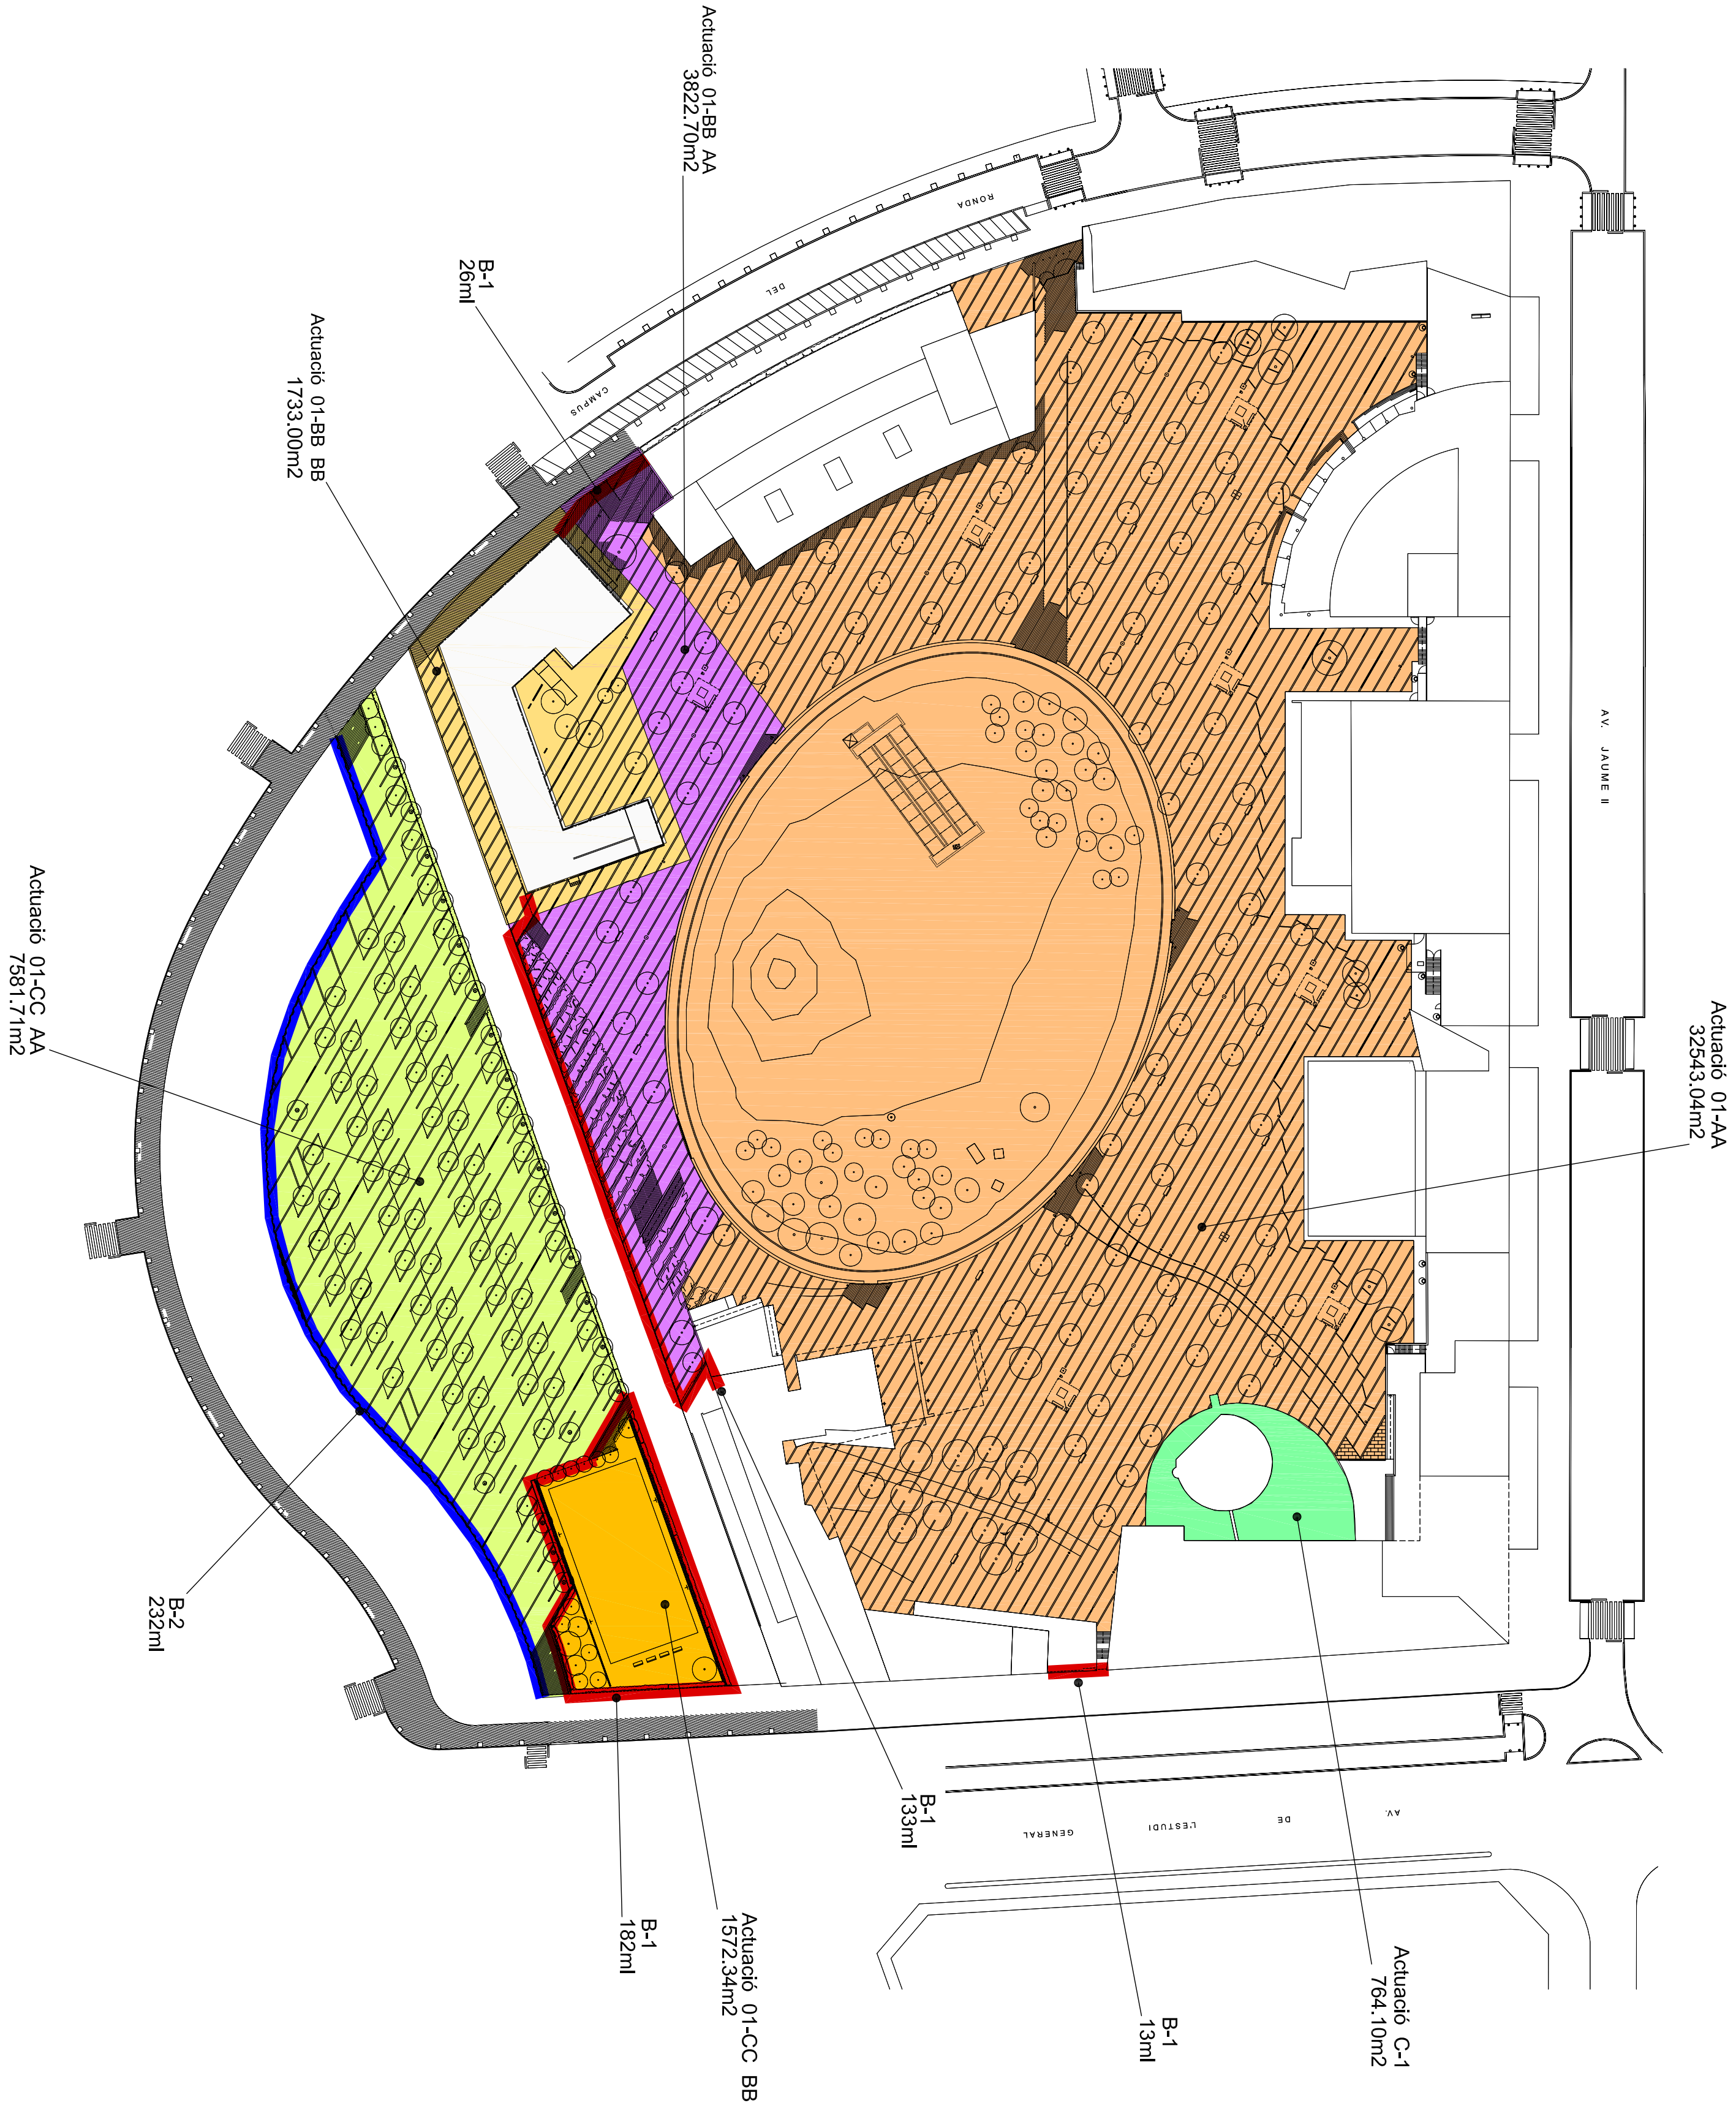 Actuació 01-BB AA
3822.70m2
B-1
26ml
Actuació 01-BB BB
1733.00m2
Actuació 01-CC AA
7581.71m2
Actuació 01-AA
32543.04m2
B-2
232ml
B-1
133ml
B-1
182ml
Actuació 01-CC BB
1572.34m2
B-1
13ml
Actuació C-1
764.10m2
RONDA
DEL
CAMPUS
AV. JAUME II
AV. DE L'ESTUDI GENERAL